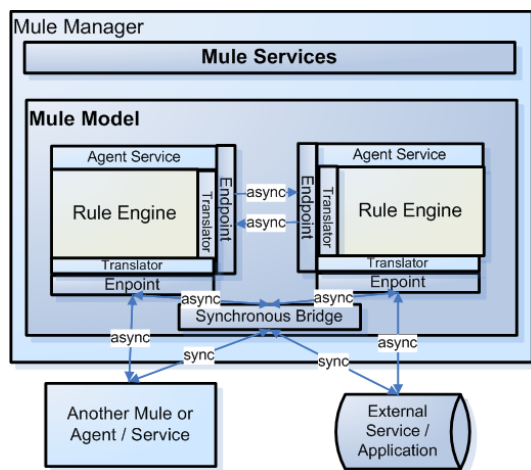 Mule Manager
Mule Services
Mule Model
Agent Service
Rule Engine
Translator
Endpoint
Translator
Enpoint
async
async
Agent Service
Endpoint
Translator
Rule Engine
Translator
Enpoint
async
async
Synchronous Bridge
async
sync
sync
async
Another Mule or
Agent / Service
External
Service /
Application